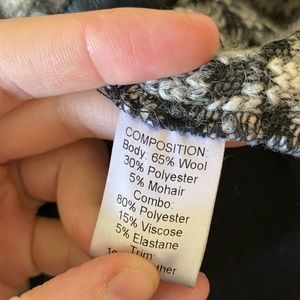 COMPOSITION:
Body: 65% Wool
30% Polyester
5% Mohair
Combo:
80% Polyester
15% Viscose
5% Elastane
Trim: